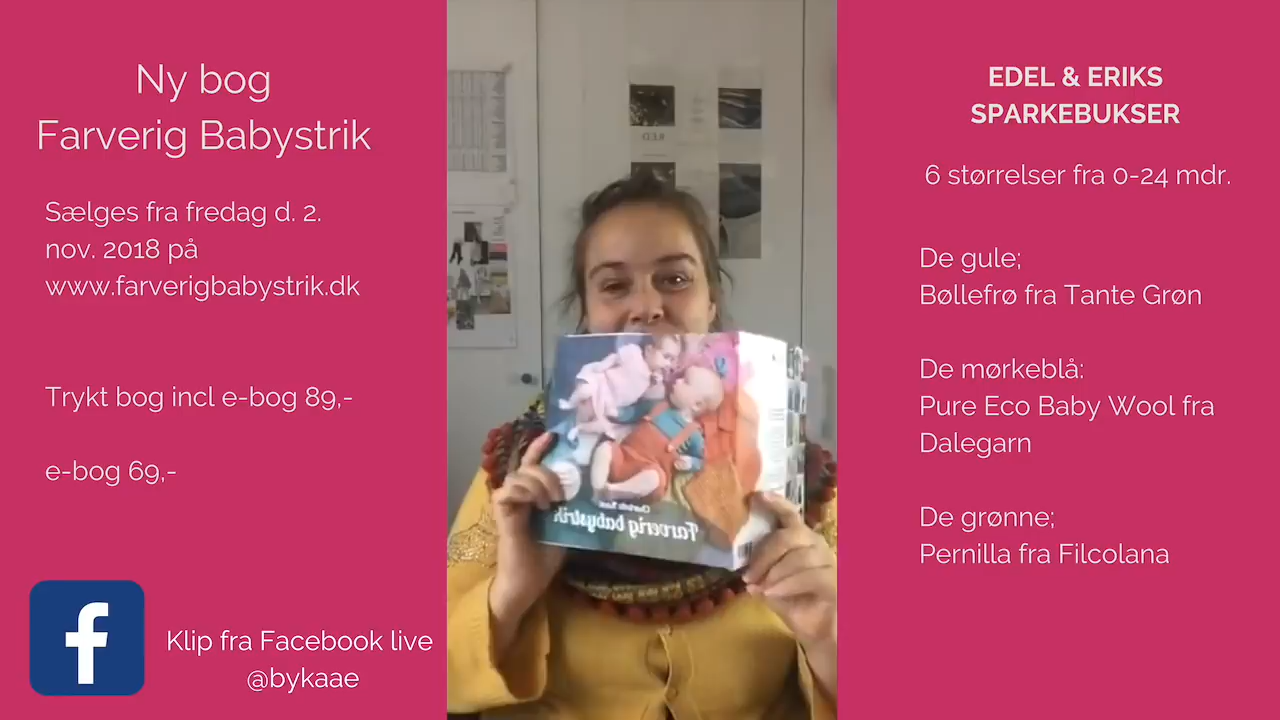 Ny bog
Farverig Babystrik
Sælges fra fredag d. 2.
nov. 2018 på
www.farverigbabystrik.dk
Trykt bog incl e-bog 89,-
e-bog 69,-
Klip fra Facebook live
@bykaae
Farverig babystrik
EDEL & ERIKS
SPARKEBUKSER
6 størrelser fra 0-24 mdr.
De gule;
Bøllefrø fra Tante Grøn
De mørkeblå:
Pure Eco Baby Wool fra
Dalegarn
De grønne;
Pernilla fra Filcolana